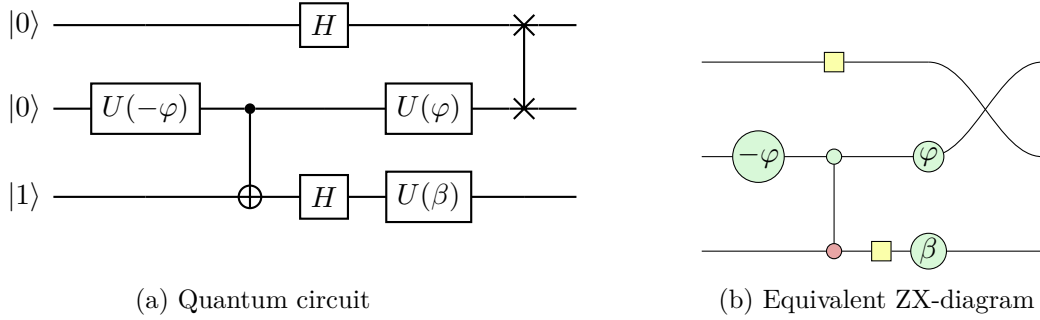 |0⟩ H
|0⟩ U(−φ) U(φ)
|1⟩ H U(β)
−φ φ
β
(a) Quantum circuit
(b) Equivalent ZX-diagram